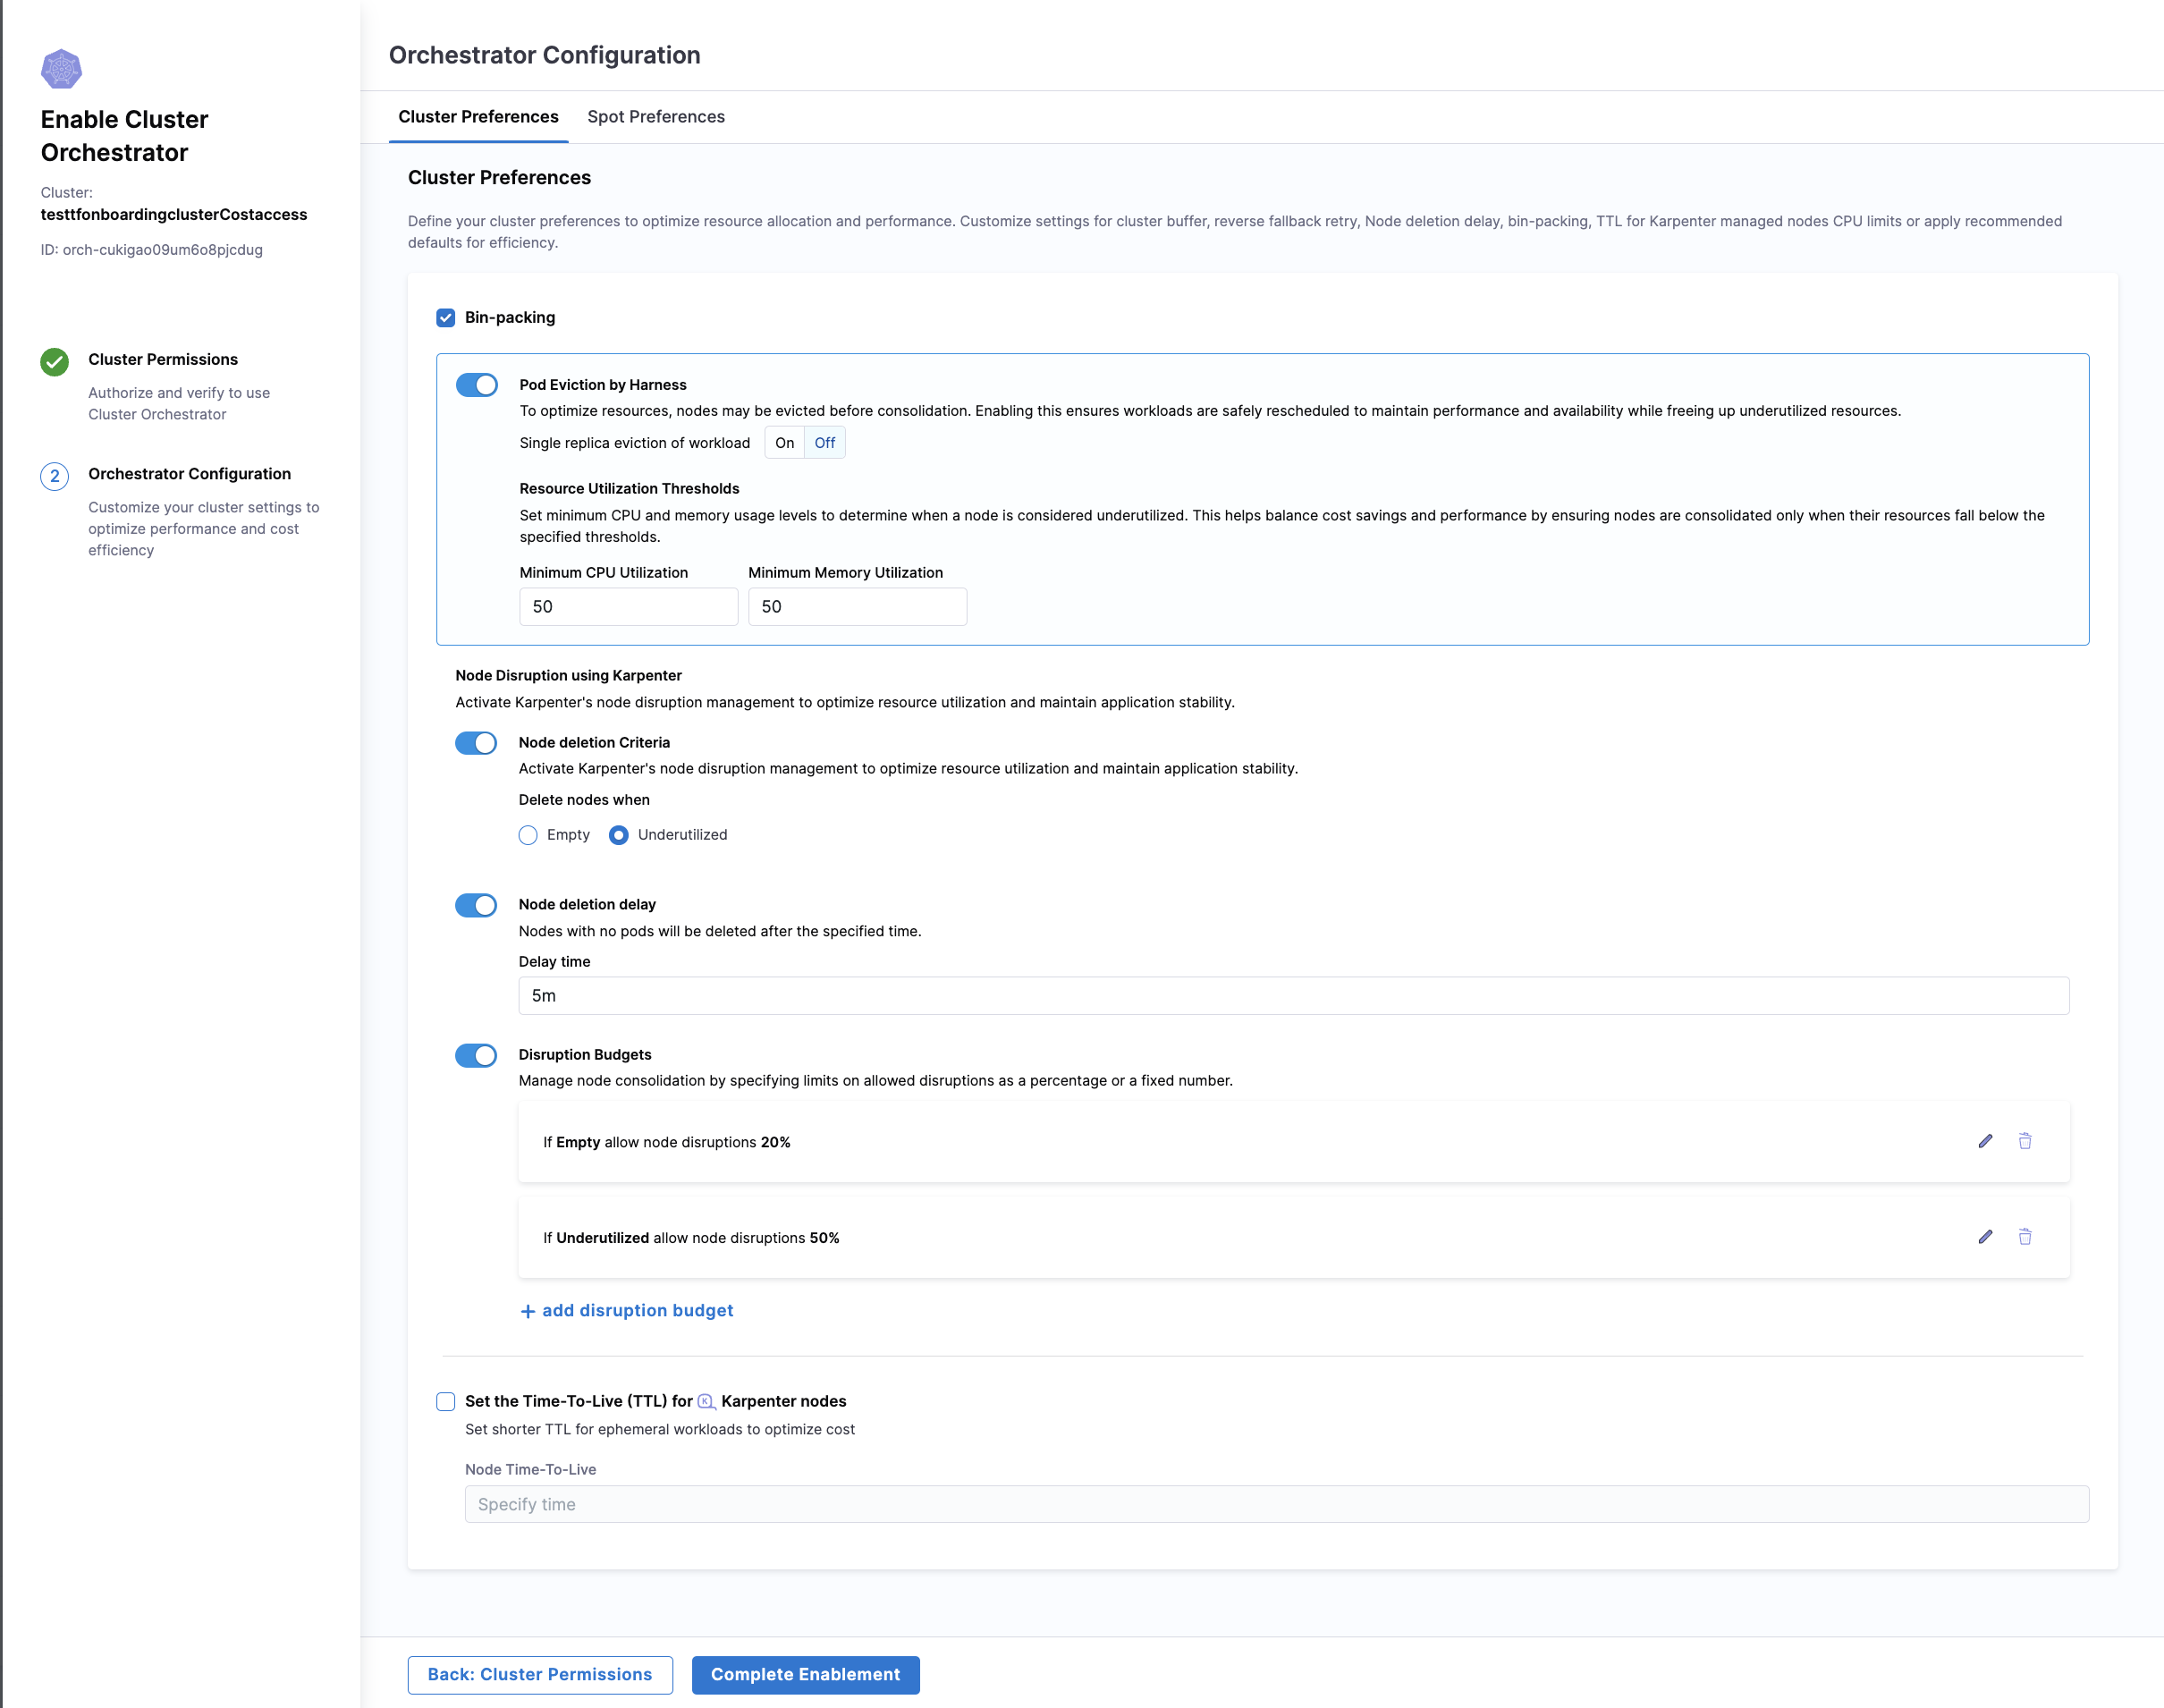 Enable Cluster
Orchestrator
Cluster:
testtfonboardingclusterCostaccess
ID: orch-cukigao09um6o8pjcdug
Cluster Permissions
Authorize and verify to use
Cluster Orchestrator
2
Orchestrator Configuration
Customize your cluster settings to
optimize performance and cost
efficiency
Orchestrator Configuration
Cluster Preferences
Spot Preferences
Cluster Preferences
Define your cluster preferences to optimize resource allocation and performance. Customize settings for cluster buffer, reverse fallback retry, Node deletion delay, bin-packing, TTL for Karpenter managed nodes CPU limits or apply recommended
defaults for efficiency.
Bin-packing
Pod Eviction by Harness
To optimize resources, nodes may be evicted before consolidation. Enabling this ensures workloads are safely rescheduled to maintain performance and availability while freeing up underutilized resources.
Single replica eviction of workload On Off
Resource Utilization Thresholds
Set minimum CPU and memory usage levels to determine when a node is considered underutilized. This helps balance cost savings and performance by ensuring nodes are consolidated only when their resources fall below the
specified thresholds.
Minimum CPU Utilization Minimum Memory Utilization
50 50
Node Disruption using Karpenter
Activate Karpenter's node disruption management to optimize resource utilization and maintain application stability.
Node deletion Criteria
Activate Karpenter's node disruption management to optimize resource utilization and maintain application stability.
Delete nodes when
Empty Underutilized
Node deletion delay
Nodes with no pods will be deleted after the specified time.
Delay time
5m
Disruption Budgets
Manage node consolidation by specifying limits on allowed disruptions as a percentage or a fixed number.
If Empty allow node disruptions 20%
If Underutilized allow node disruptions 50%
+ add disruption budget
Set the Time-To-Live (TTL) for K Karpenter nodes
Set shorter TTL for ephemeral workloads to optimize cost
Node Time-To-Live
Specify time
Back: Cluster Permissions
Complete Enablement